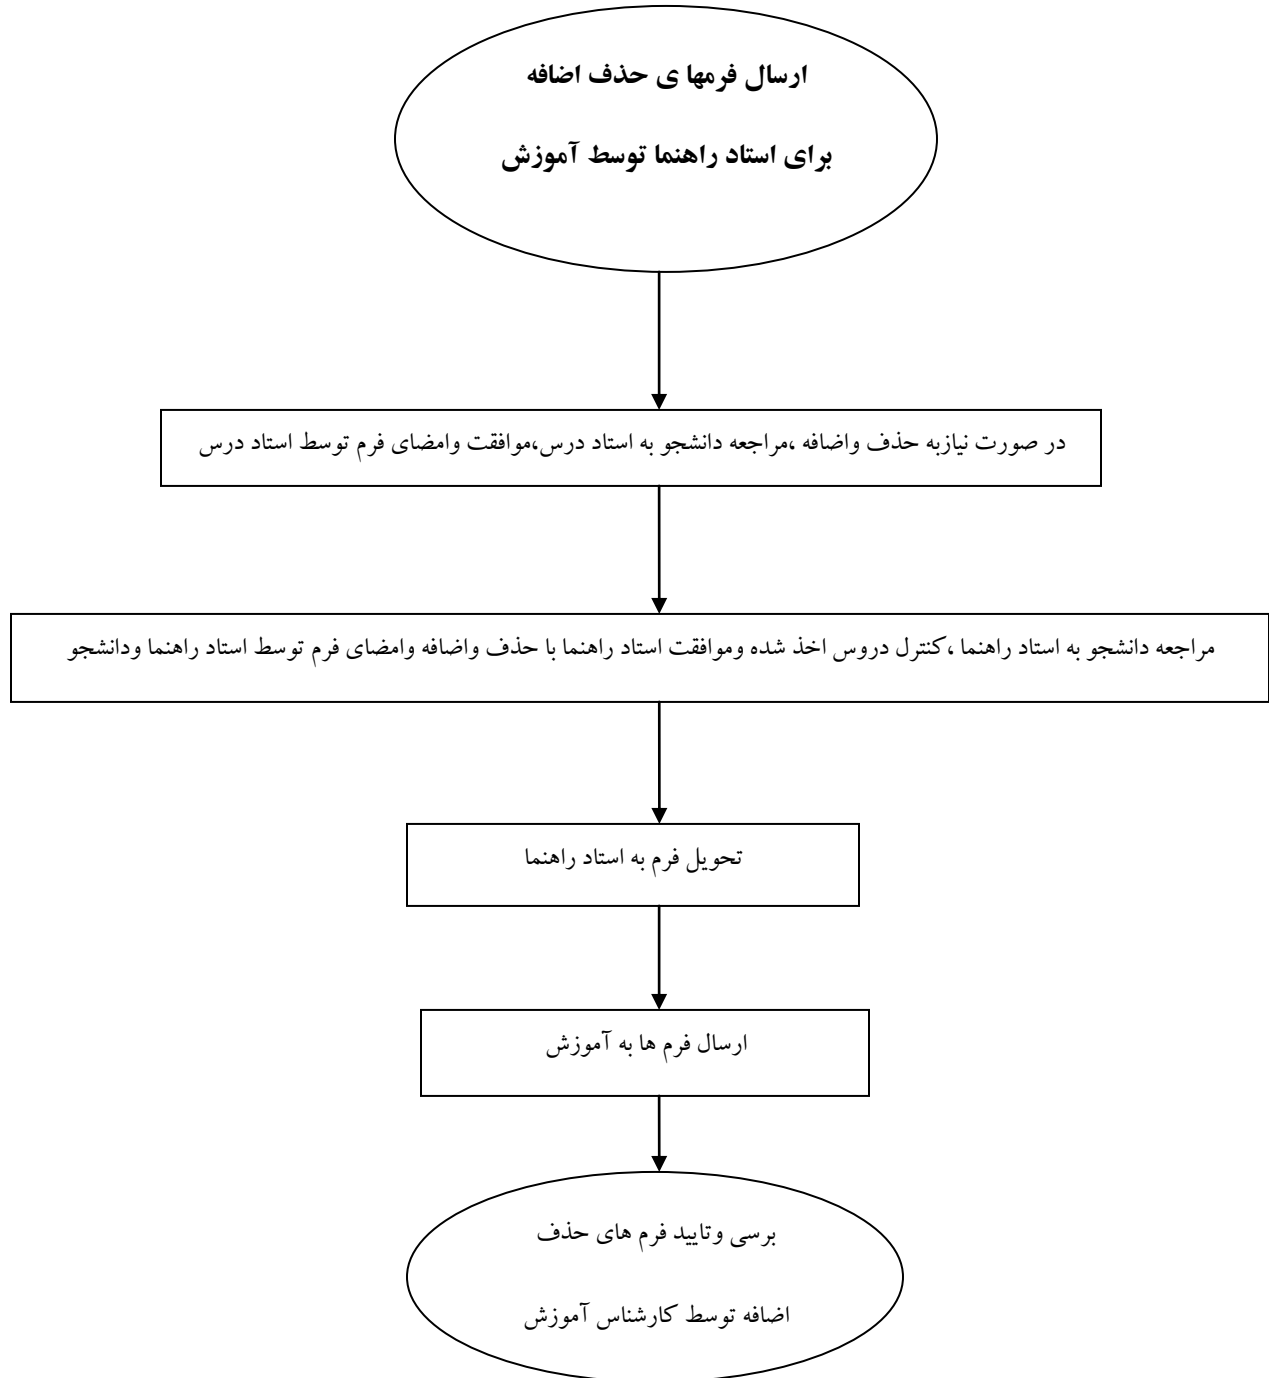 ارسال فرمها ی حذف اضافه
برای استاد راهنما توسط آموزش
در صورت نیازبه حذف واضافه ،مراجعه دانشجو به استاد درس،موافقت وامضای فرم توسط استاد درس
مراجعه دانشجو به استاد راهنما ،کنترل دروس اخذ شده وموافقت استاد راهنما با حذف واضافه وامضای فرم توسط استاد راهنما ودانشجو
تحویل فرم به استاد راهنما
ارسال فرم ها به آموزش
برسی وتایید فرم های حذف
اضافه توسط کارشناس آموزش